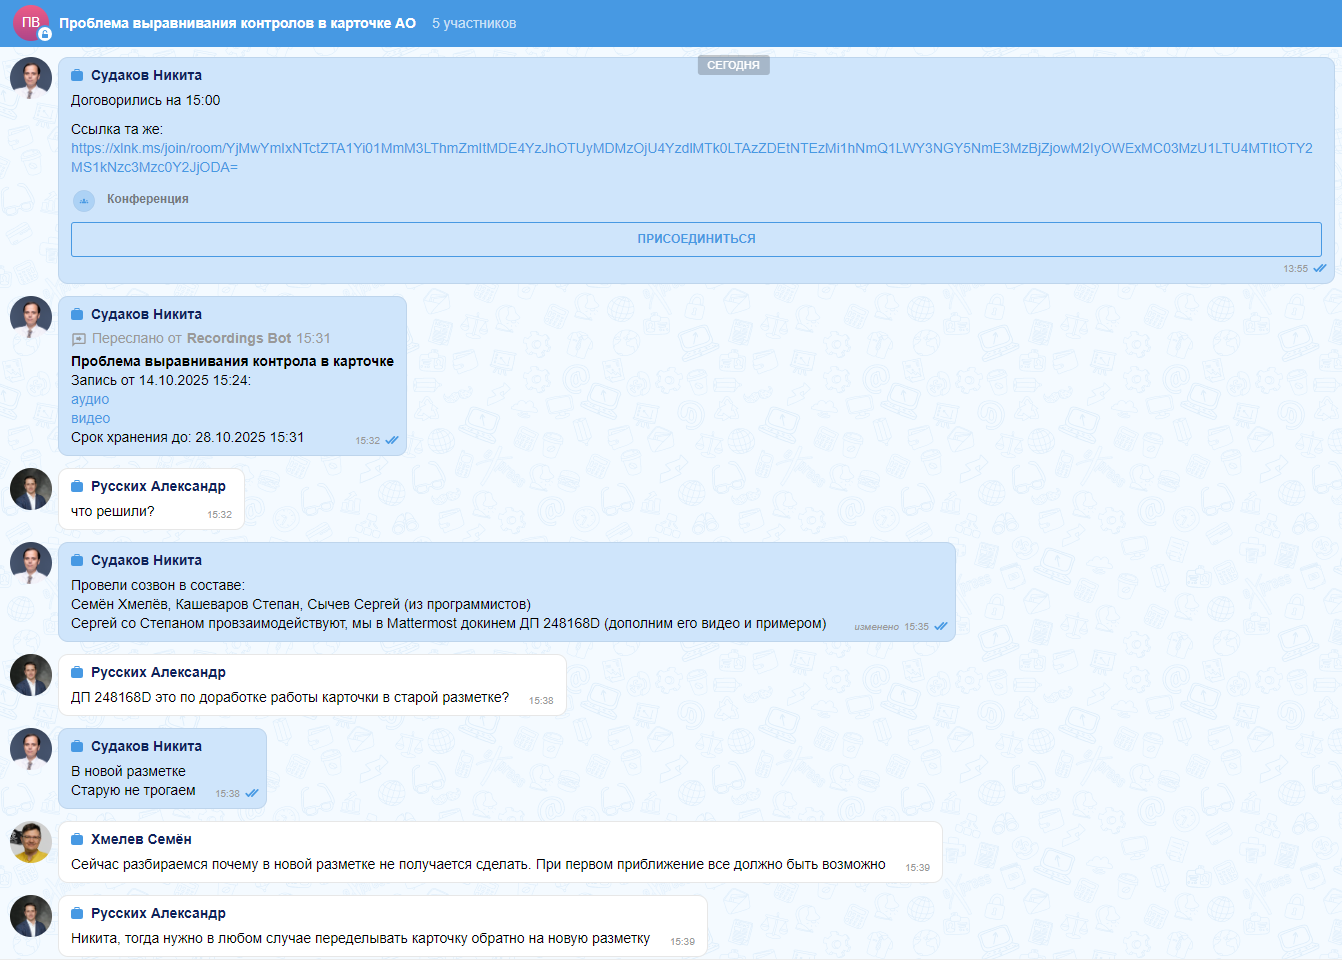 ПВ
Проблема выравнивания контролов в карточке АО 5 участников
СЕГОДНЯ
Судаков Никита
Договорились на 15:00
Ссылка та же:
https://xlnk.ms/join/room/YjMwYmIxNTctZTA1Yi01MmM3LThmZmItMDE4YzJhOTUyMDMzOjU4YzdlMTk0LTAzZDEtNTEzMi1hNmQ1LWY3NGY5NmE3MzBjZjowM2IyOWExMC03MzU1LTU4MTItOTY2
MS1kNzc3Mzc0Y2JjODA=
Конференция
ПРИСОЕДИНИТЬСЯ
13:55
Судаков Никита
Переслано от Recordings Bot 15:31
Проблема выравнивания контрола в карточке
Запись от 14.10.2025 15:24:
аудио
видео
Срок хранения до: 28.10.2025 15:31
15:32
Русских Александр
что решили?
15:32
Судаков Никита
Провели созвон в составе:
Семён Хмелёв, Кашеваров Степан, Сычев Сергей (из программистов)
Сергей со Степаном провзаимодействуют, мы в Mattermost докинем ДП 248168D (дополним его видео и примером)
изменено 15:35
Русских Александр
ДП 248168D это по доработке работы карточки в старой разметке?
15:38
Судаков Никита
В новой разметке
Старую не трогаем
15:38
Хмелев Семён
Сейчас разбираемся почему в новой разметке не получается сделать. При первом приближение все должно быть возможно
15:39
Русских Александр
Никита, тогда нужно в любом случае переделывать карточку обратно на новую разметку
15:39